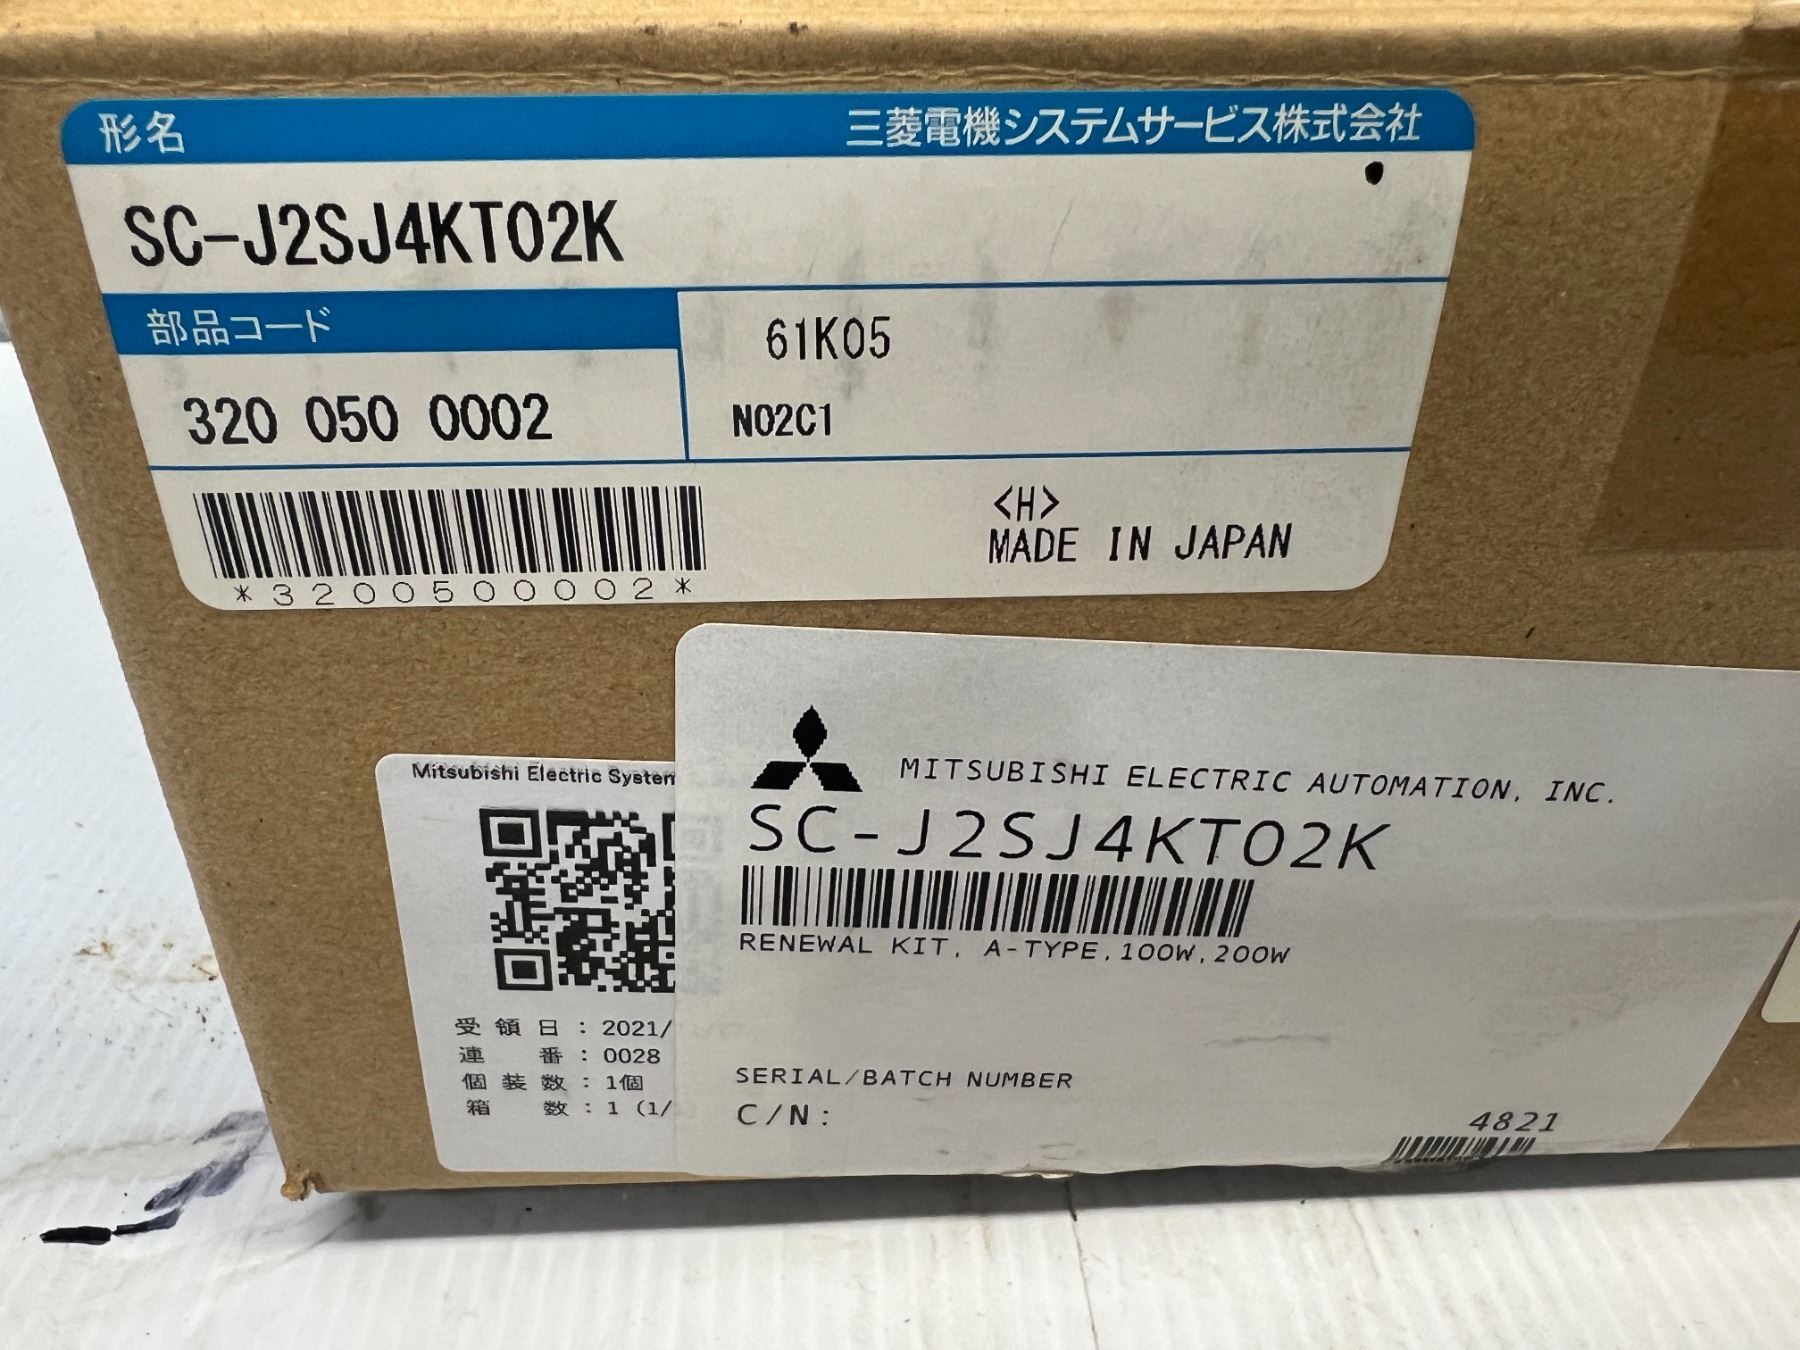 形名
三菱電機システムサービス株式会社
SC-J2SJ4KT02K
部品コード
61K05
320 050 0002
N02C1
*3200500002*
<H>
MADE IN JAPAN
Mitsubishi Electric System
MITSUBISHI ELECTRIC AUTOMATION, INC.
SC-J2SJ4KT02K
RENEWAL KIT, A-TYPE,100W,200W
受領日:2021/
連番:0028
個装数:1個
箱数:1 (1/
SERIAL/BATCH NUMBER
C/N:
4821